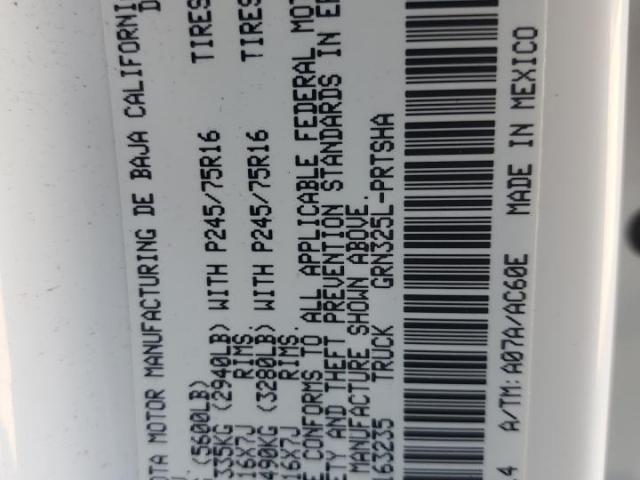 OTA MOTOR MANUFACTURING DE BAJA CALIFORNI
D
(5600LB)
335KG (2940LB) WITH P245/75R16 TIRES
16X7J RIMS.
490KG (3280LB) WITH P245/75R16 TIRES
16X7J RIMS.
E CONFORMS TO ALL APPLICABLE FEDERAL MOT
ETY AND THEFT PREVENTION STANDARDS IN EF
MANUFACTURE SHOWN ABOVE.
163235 TRUCK GRN325L-PRTSHA
.4 A/TM:A07A/AC60E MADE IN MEXICO